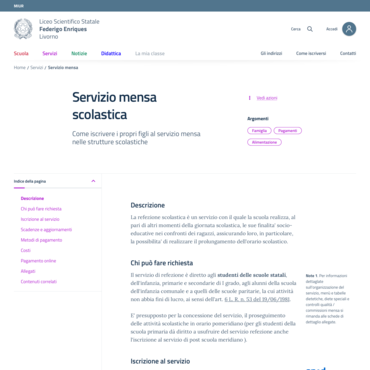 MIUR
Liceo Scientifico Statale
Federigo Enriques
Livorno
Cerca
Accedi
Scuola Servizi Notizie Didattica La mia classe
Gli indirizzi Come iscriversi Contatti
Home / Servizi / Servizio mensa
Servizio mensa
scolastica
Come iscrivere i propri figli al servizio mensa
nelle strutture scolastiche
Vedi azioni
Argomenti
Famiglia Pagamenti
Alimentazione
Indice della pagina
Descrizione
Chi può fare richiesta
Iscrizione al servizio
Scadenze e aggiornamenti
Metodi di pagamento
Costi
Pagamento online
Allegati
Contenuti correlati
Descrizione
La refezione scolastica è un servizio con il quale la scuola realizza, al
pari di altri momenti della giornata scolastica, le sue finalita' socio-
educative nei confronti dei ragazzi, assicurando loro, in particolare,
la possibilita' di realizzare il prolungamento dell'orario scolastico.
Chi può fare richiesta
Il servizio di refezione è diretto agli studenti delle scuole statali,
dell'infanzia, primarie e secondarie di I grado, agli alunni della scuola
dell'infanzia comunale e a quelli delle scuole paritarie, la cui attività
non abbia fini di lucro, ai sensi dell'art. 6 L. R. n. 53 del 19/06/1981.
E' presupposto per la concessione del servizio, il proseguimento
delle attività scolastiche in orario pomeridiano (per gli studenti della
scuola primaria dà diritto a usufruire del servizio refezione anche
l'iscrizione al servizio di post scuola meridiano ).
Nota 1: Per informazioni
dettagliate
sull'organizzazione del
servizio, menù e tabelle
dietetiche, diete speciali e
controlli qualità /
commissioni mensa si
rimanda alle schede di
dettaglio allegate.
Iscrizione al servizio